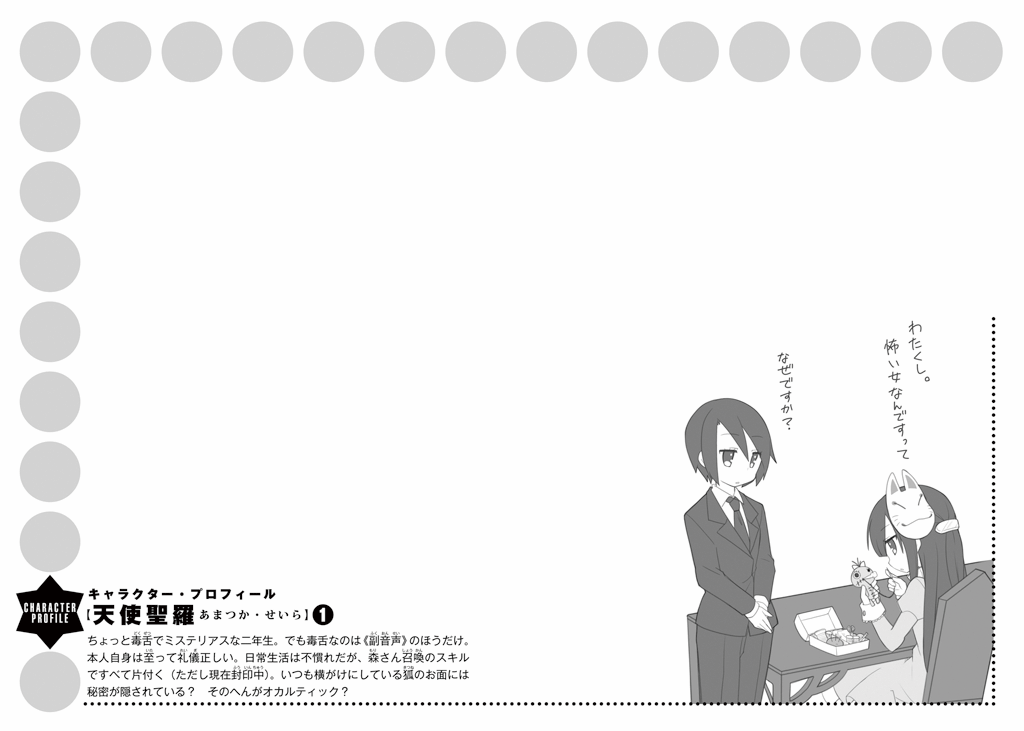 わたくし。
怖い女なんですって
なぜですか?
CHARACTER
PROFILE
キャラクター・プロフィール
【天使聖羅 あまつか・せいら】❶
ちょっと毒舌でミステリアスな二年生。でも毒舌なのは《副音声》のほうだけ。
本人自身は至って礼儀正しい。日常生活は不慣れだが、森さん召喚のスキル
ですべて片付く(ただし現在封印中)。いつも横がけにしている狐のお面には
秘密が隠されている? そのへんがオカルティック?